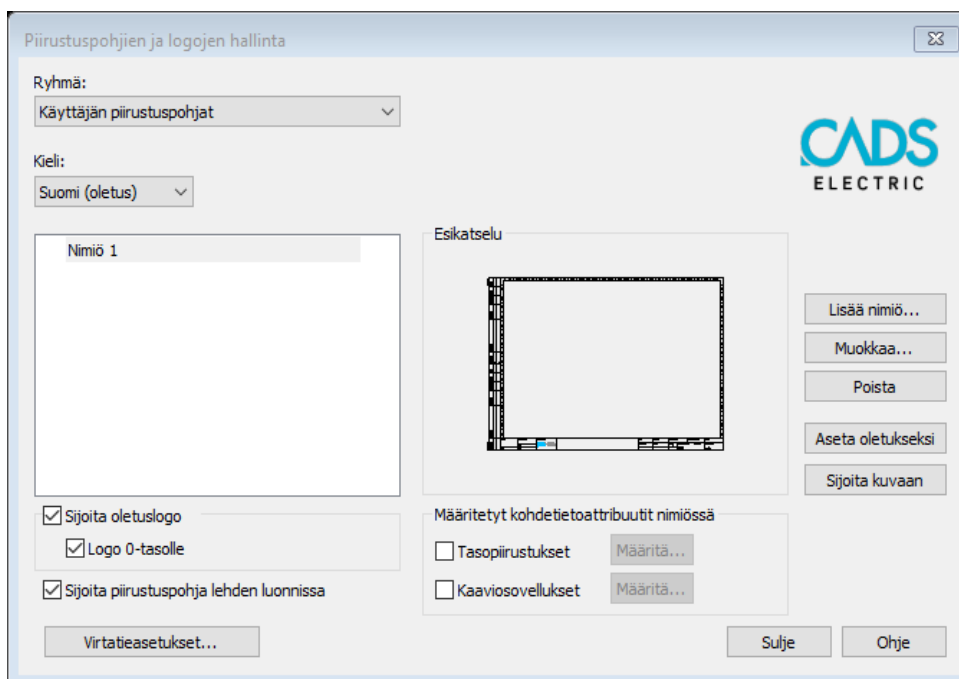 Piirustuspohjien ja logojen hallinta
Ryhmä:
Käyttäjän piirustuspohjat
Kieli:
Suomi (oletus)
CADS
ELECTRIC
Nimiö 1
Esikatselu
Lisää nimiö...
Muokkaa...
Poista
Aseta oletukseksi
Sijoita kuvaan
Sijoita oletuslogo
Logo 0-tasolle
Sijoita piirustuspohja lehden luonnissa
Määritetyt kohdetietoattribuutit nimiössä
Tasopiirustukset
Määritä...
Kaaviosovellukset
Määritä...
Virtatieasetukset...
Sulje
Ohje